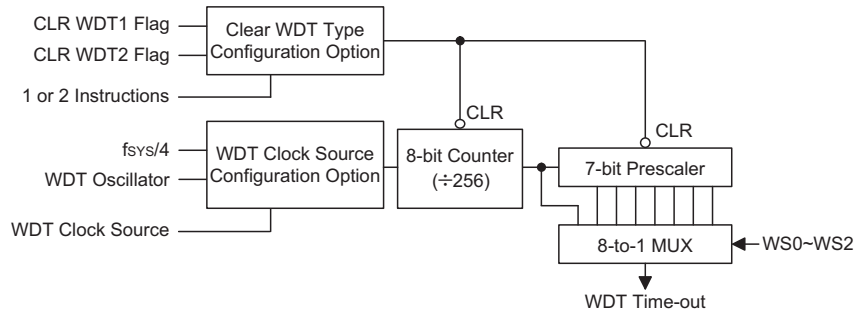 CLR WDT1 Flag
CLR WDT2 Flag
1 or 2 Instructions
Clear WDT Type
Configuration Option
CLR
CLR
fSYS/4
WDT Oscillator
WDT Clock Source
WDT Clock Source
Configuration Option
8-bit Counter
(÷256)
7-bit Prescaler
8-to-1 MUX
WS0~WS2
WDT Time-out